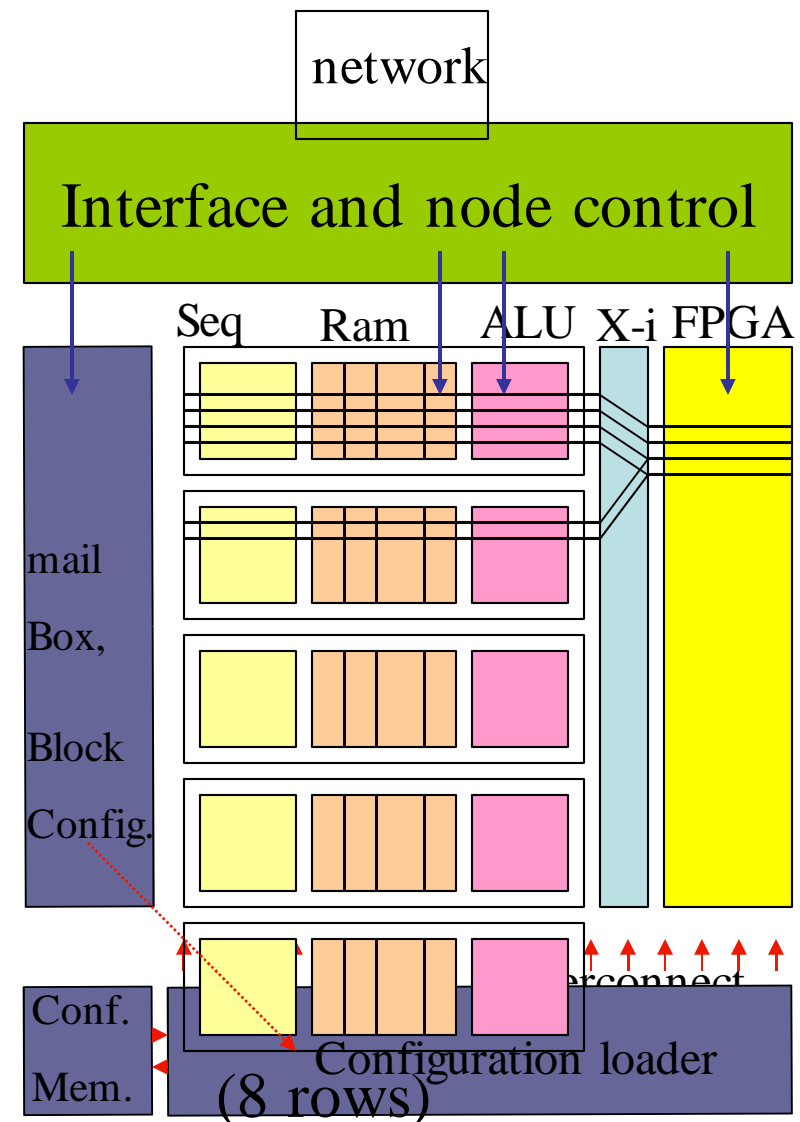 network
Interface and node control
Seq Ram ALU X-i FPGA
mail
Box,
Block
Config.
Conf.
Mem.
Configuration loader
(8 rows)